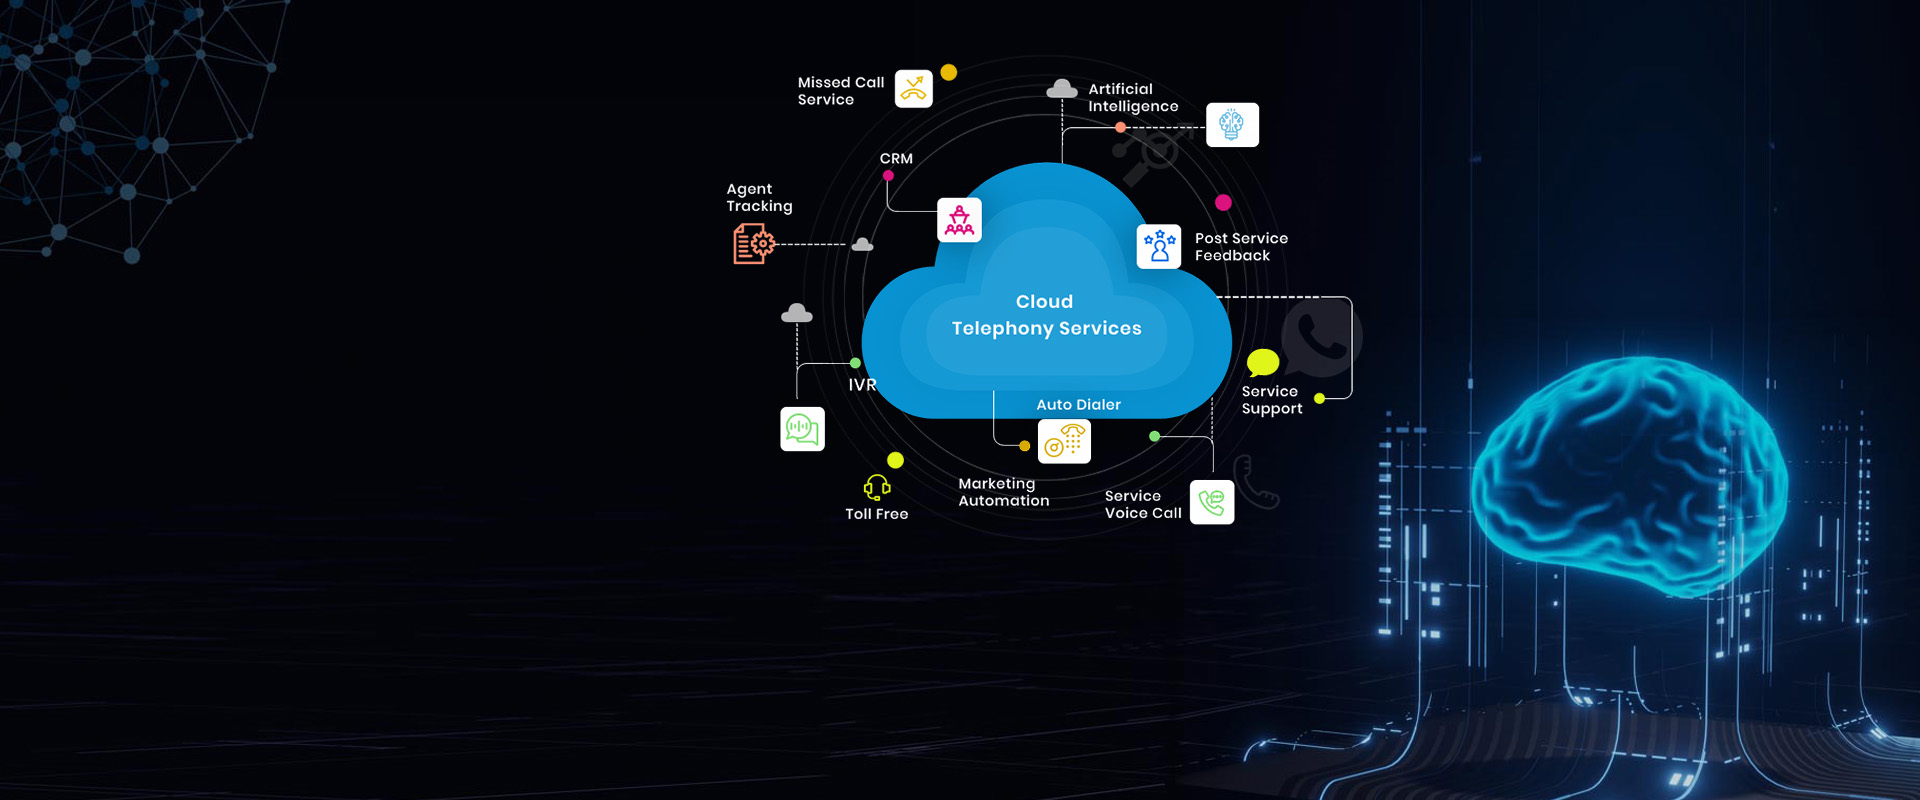 Missed Call
Service
Artificial
Intelligence
CRM
Agent
Tracking
Post Service
Feedback
Cloud
Telephony Services
IVR
Service
Support
Auto Dialer
Marketing
Automation
Service
Voice Call
Toll Free